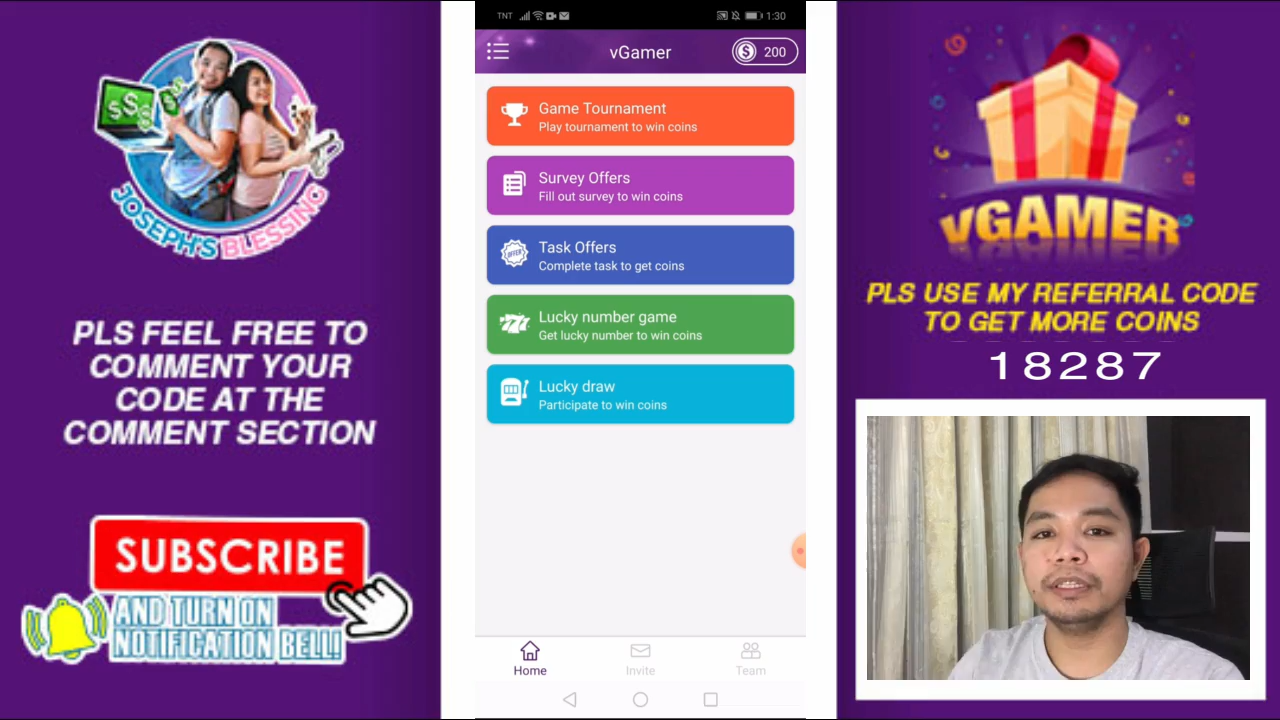 JOSEPH'S BLESSING
PLS FEEL FREE TO
COMMENT YOUR
CODE AT THE
COMMENT SECTION
SUBSCRIBE
AND TURN ON
NOTIFICATION BELL!!
TNT
1:30
vGamer
$ 200
Game Tournament
Play tournament to win coins
Survey Offers
Fill out survey to win coins
OFFER
Task Offers
Complete task to get coins
777
Lucky number game
Get lucky number to win coins
Lucky draw
Participate to win coins
Home
Invite
Team
VGAMER
PLS USE MY REFERRAL CODE
TO GET MORE COINS
18287